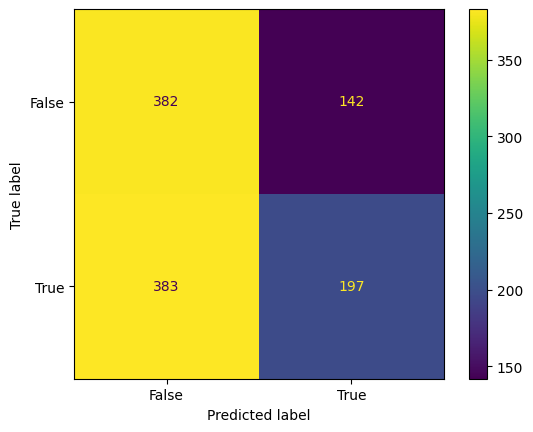 False
382
142
True
383
197
False
True
Predicted label
True label
350
300
250
200
150